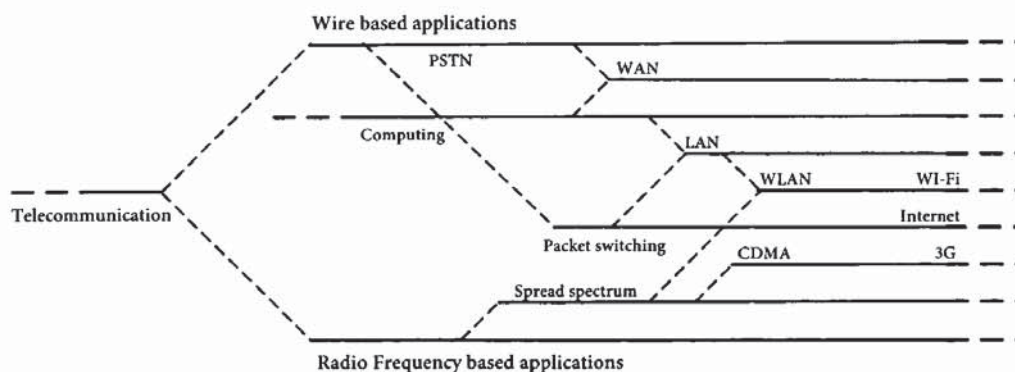 Wire based applications
PSTN
WAN
Computing
LAN
WLAN WI-Fi
Telecommunication
Internet
Packet switching
CDMA 3G
Spread spectrum
Radio Frequency based applications